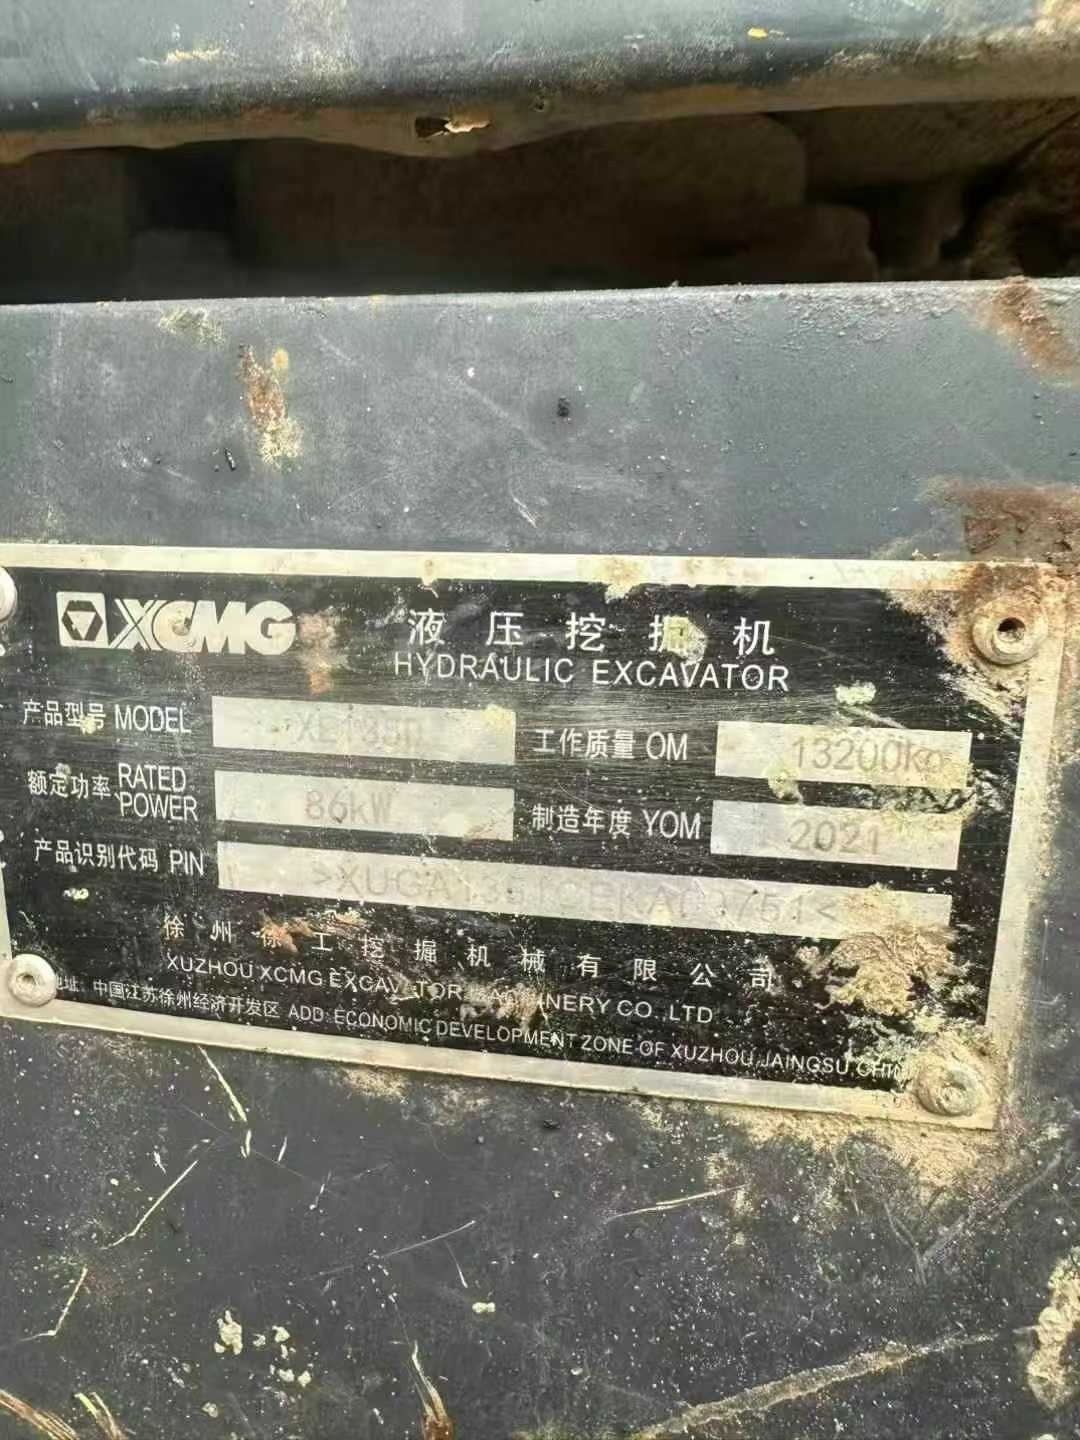 XCMG
液压挖掘机
HYDRAULIC EXCAVATOR
产品型号 MODEL XE135D
工作质量 OM 13200kg
额定功率 RATED POWER 86kW
制造年度 YOM 2021
产品识别代码 PIN
徐州徐工挖掘机械有限公司
XUZHOU XCMG EXCAVATOR MACHINERY CO., LTD
地址: 中国江苏徐州经济开发区 ADD: ECONOMIC DEVELOPMENT ZONE OF XUZHOU JAINGSU CHINA